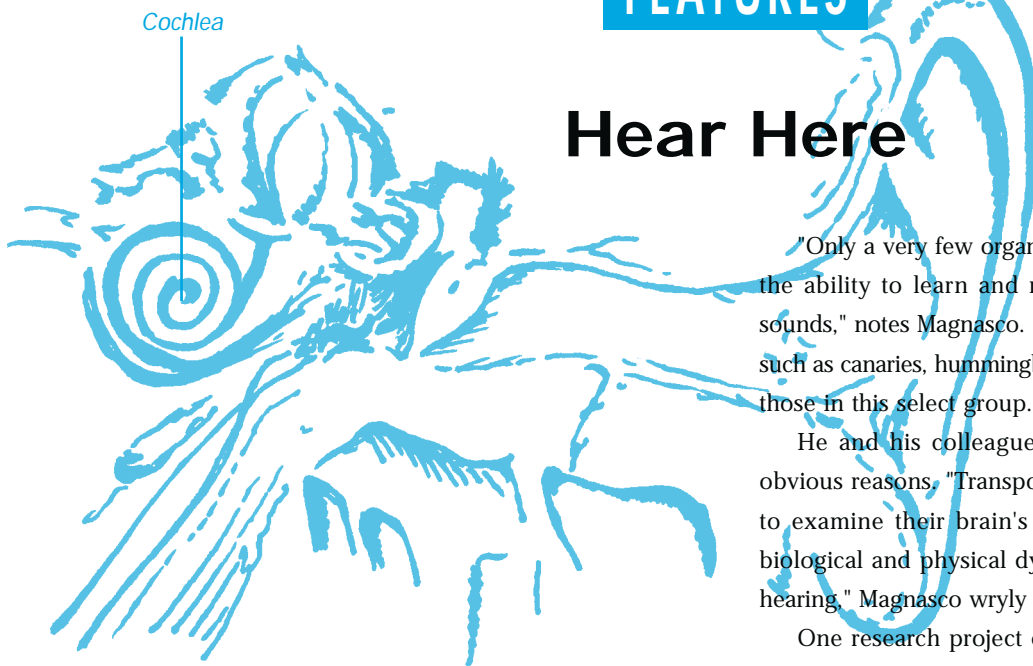 FEATURES
Cochlea
Hear Here
"Only a very few organ
the ability to learn and
sounds," notes Magnasco.
such as canaries, hummingb
those in this select group.
He and his colleague
obvious reasons. "Transpo
to examine their brain's
biological and physical dy
hearing," Magnasco wryly
One research project